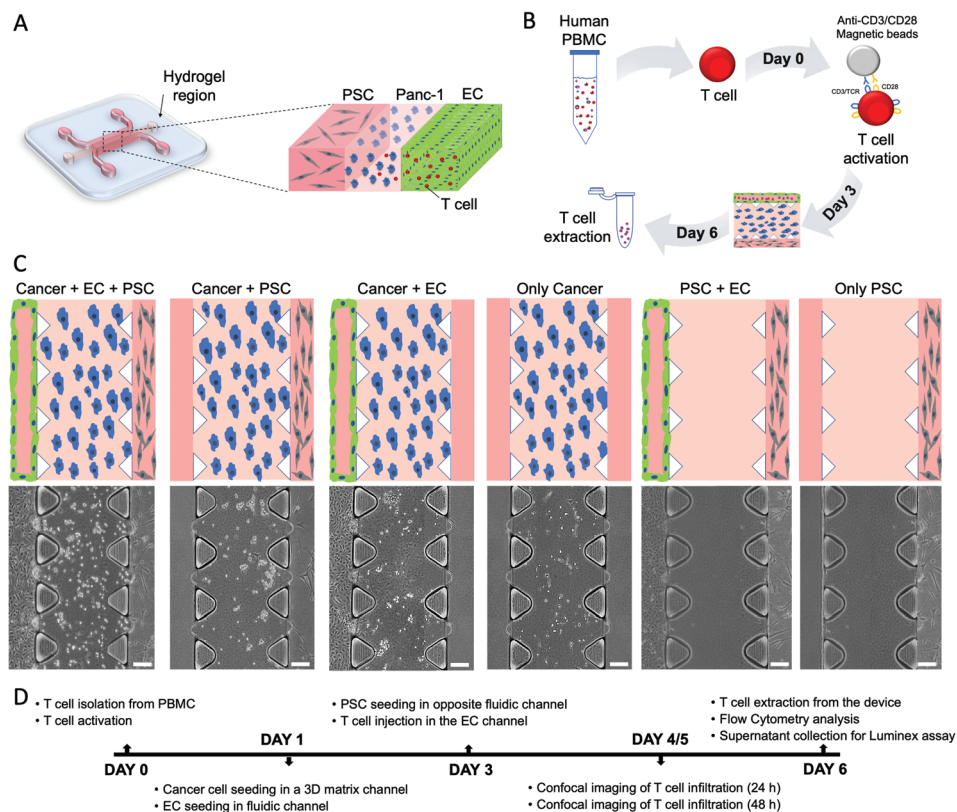 A
Hydrogel
region
PSC
Panc-1
EC
T cell
B
Human
PBMC
T cell
Day 0
Anti-CD3/CD28
Magnetic beads
CD3/TCR
CD28
T cell
activation
Day 3
Day 6
T cell
extraction
C
Cancer + EC + PSC
Cancer + PSC
Cancer + EC
Only Cancer
PSC + EC
Only PSC
D
• T cell isolation from PBMC
• T cell activation
• PSC seeding in opposite fluidic channel
• T cell injection in the EC channel
• T cell extraction from the device
• Flow Cytometry analysis
• Supernatant collection for Luminex assay
DAY 1
DAY 4/5
DAY 0
DAY 3
DAY 6
• Cancer cell seeding in a 3D matrix channel
• EC seeding in fluidic channel
• Confocal imaging of T cell infiltration (24 h)
• Confocal imaging of T cell infiltration (48 h)